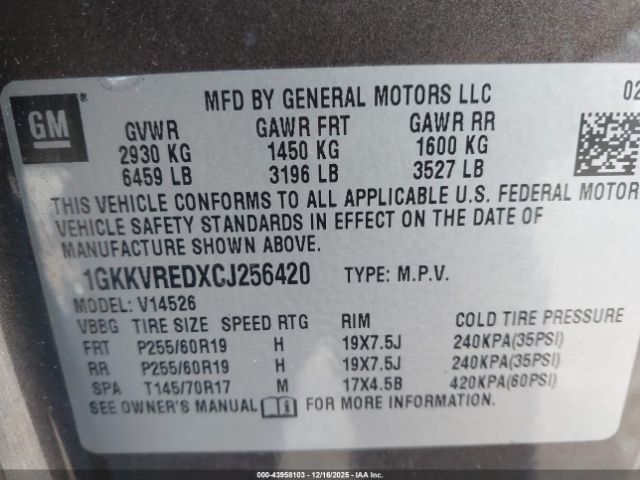 MFD BY GENERAL MOTORS LLC 02
GM
GVWR GAWR FRT GAWR RR
2930 KG 1450 KG 1600 KG
6459 LB 3196 LB 3527 LB
THIS VEHICLE CONFORMS TO ALL APPLICABLE U.S. FEDERAL MOTOR
VEHICLE SAFETY STANDARDS IN EFFECT ON THE DATE OF
MANUFACTURE SHOWN ABOVE.
1GKKVREDXCJ256420 TYPE: M.P.V.
MODEL: V14526
VBBG TIRE SIZE SPEED RTG RIM COLD TIRE PRESSURE
FRT P255/60R19 H 19X7.5J 240KPA(35PSI)
RR P255/60R19 H 19X7.5J 240KPA(35PSI)
SPA T145/70R17 M 17X4.5B 420KPA(60PSI)
SEE OWNER'S MANUAL i FOR MORE INFORMATION.
© 43958103 - 12/16/2025 - IAAI.COM